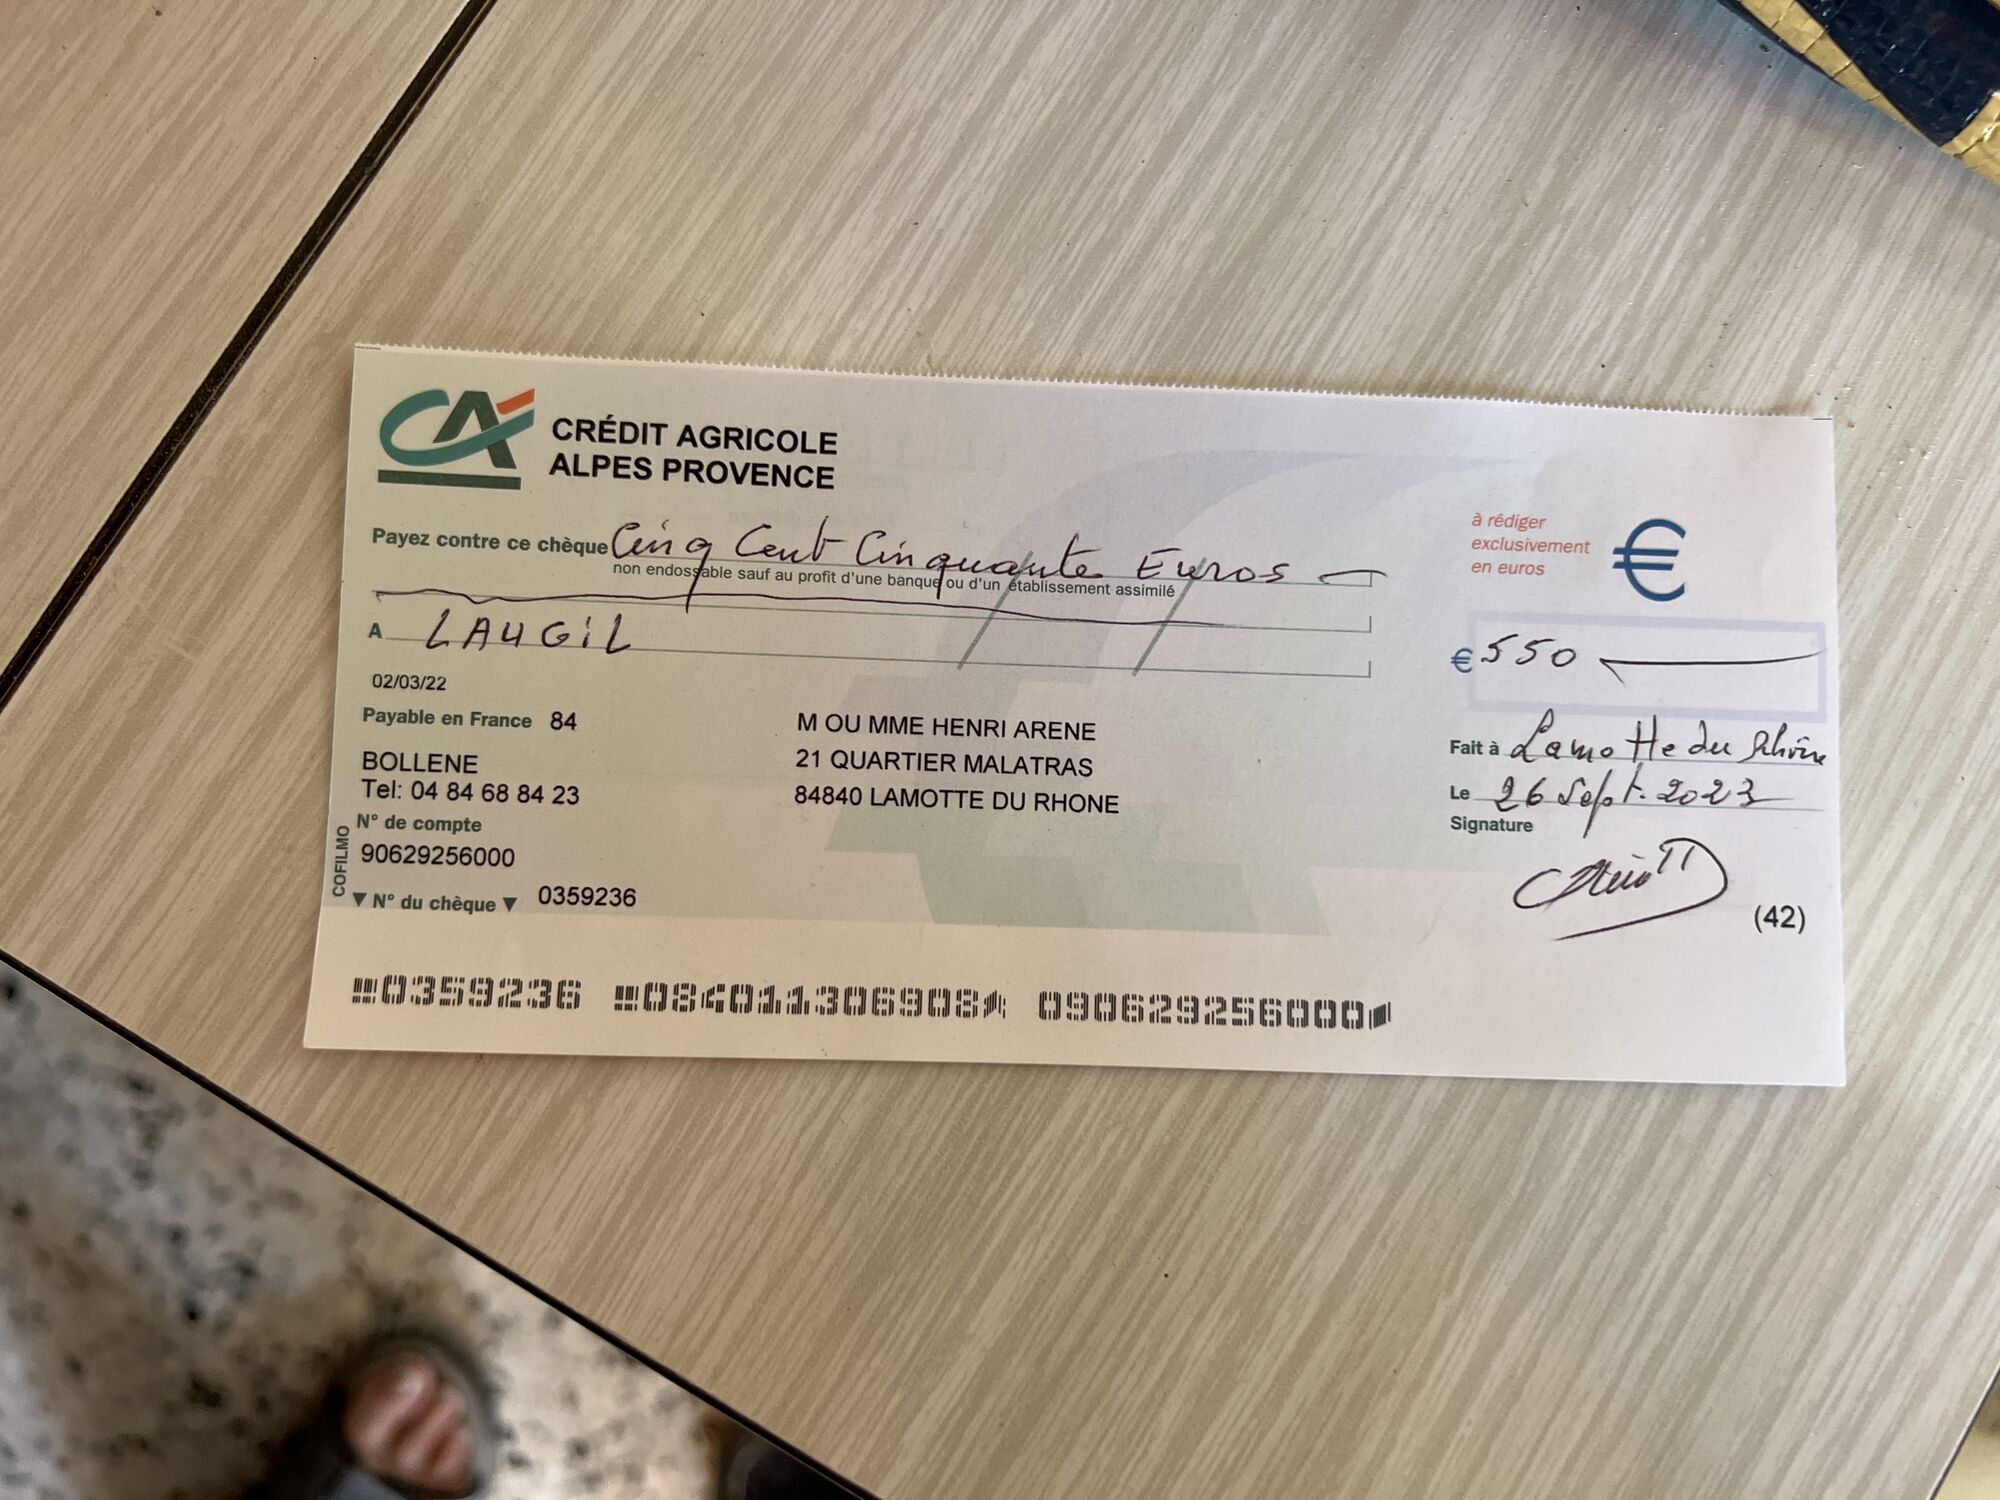 CRÉDIT AGRICOLE
ALPES PROVENCE
Payez contre ce chèque Cinq Cent Cinquante Euros
non endossable sauf au profit d'une banque ou d'un établissement assimilé
A LAUGIL
à rédiger
exclusivement
en euros
€
€ 550
02/03/22
Payable en France 84
BOLLENE
Tel: 04 84 68 84 23
N° de compte
90629256000
N° du chèque 0359236
COFILMO
M OU MME HENRI ARENE
21 QUARTIER MALATRAS
84840 LAMOTTE DU RHONE
Fait à Lamotte du Rhône
Le 26 Sept. 2023
Signature
(42)
0359236 084011306908 090629256000